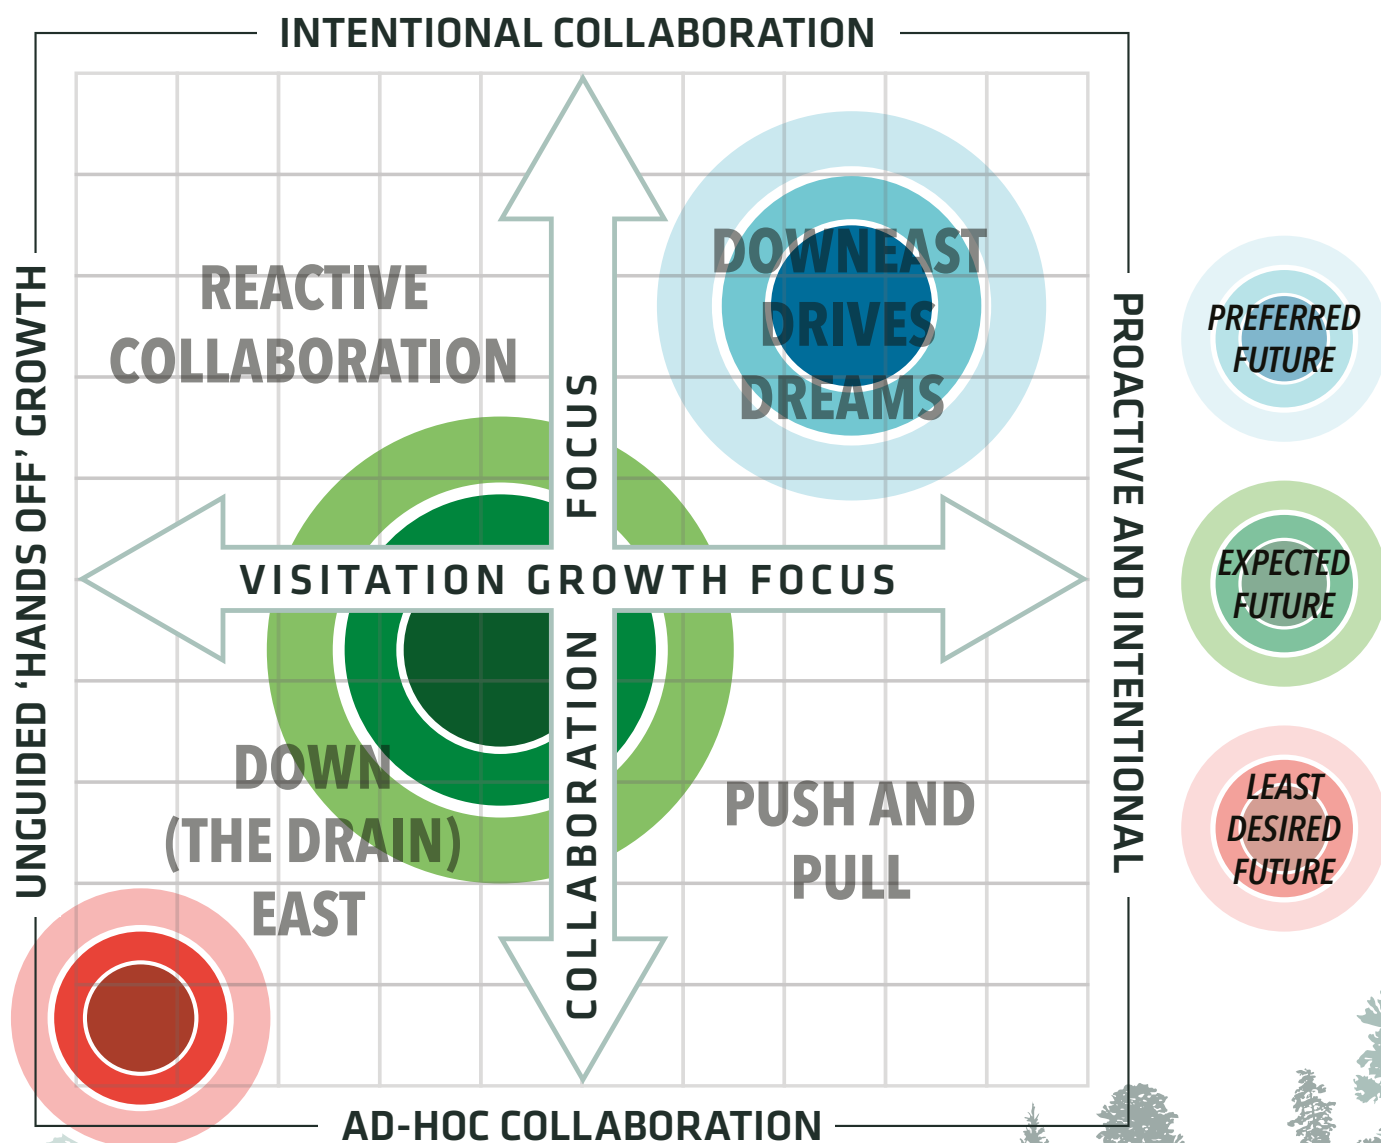 INTENTIONAL COLLABORATION
UNGUIDED ‘HANDS OFF’ GROWTH
REACTIVE
COLLABORATION
DOWNEAST
DRIVES
DREAMS
COLLABORATION FOCUS
VISITATION GROWTH FOCUS
DOWN
(THE DRAIN)
EAST
PUSH AND
PULL
PROACTIVE AND INTENTIONAL
AD-HOC COLLABORATION
PREFERRED
FUTURE
EXPECTED
FUTURE
LEAST
DESIRED
FUTURE